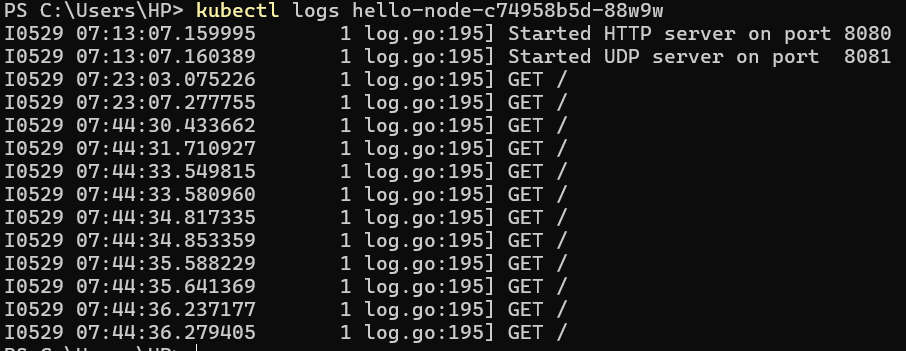 PS C:\Users\HP> kubectl logs hello-node-c74958b5d-88w9w
I0529 07:13:07.159995       1 log.go:195] Started HTTP server on port 8080
I0529 07:13:07.160389       1 log.go:195] Started UDP server on port  8081
I0529 07:23:03.075226       1 log.go:195] GET /
I0529 07:23:07.277755       1 log.go:195] GET /
I0529 07:44:30.433662       1 log.go:195] GET /
I0529 07:44:31.710927       1 log.go:195] GET /
I0529 07:44:33.549815       1 log.go:195] GET /
I0529 07:44:33.580960       1 log.go:195] GET /
I0529 07:44:34.817335       1 log.go:195] GET /
I0529 07:44:34.853359       1 log.go:195] GET /
I0529 07:44:35.588229       1 log.go:195] GET /
I0529 07:44:35.641369       1 log.go:195] GET /
I0529 07:44:36.237177       1 log.go:195] GET /
I0529 07:44:36.279405       1 log.go:195] GET /
PS C:\Users\HP>